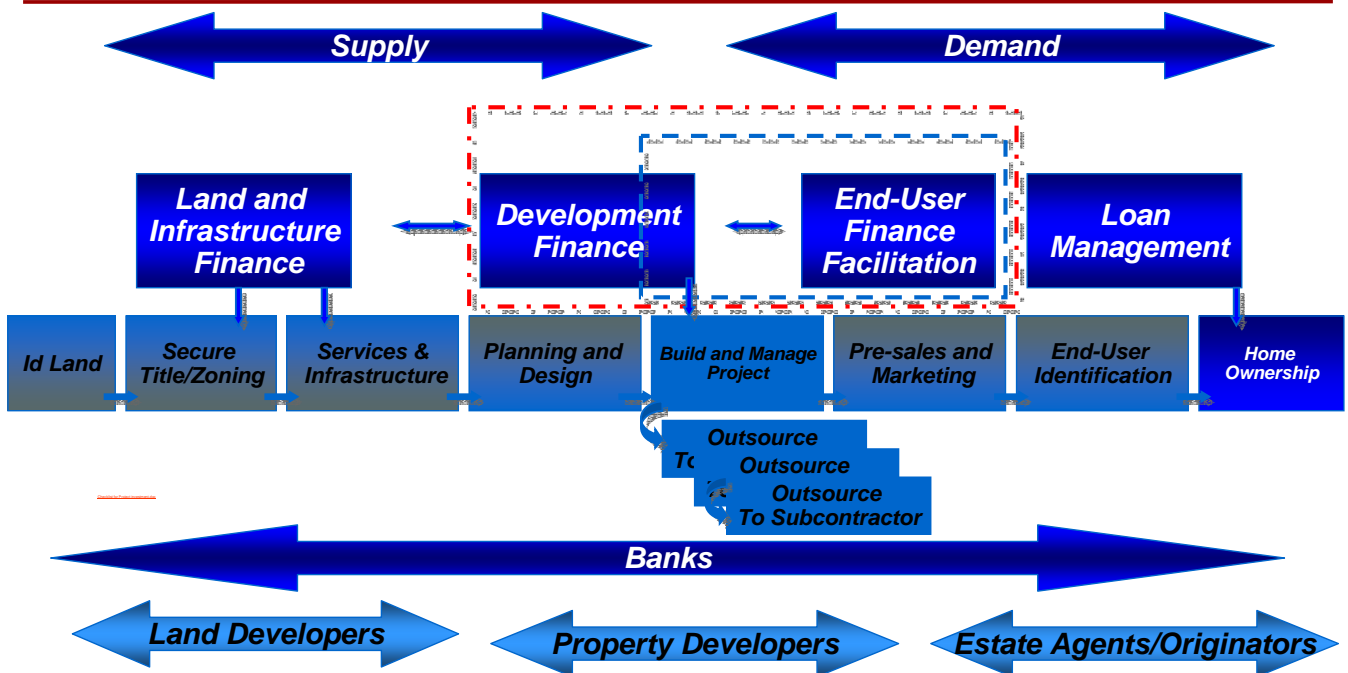 Supply
Demand
Land and
Infrastructure
Finance
Development
Finance
End-User
Finance
Facilitation
Loan
Management
Id Land
Secure
Title/Zoning
Services &
Infrastructure
Planning and
Design
Build and Manage
Project
Pre-sales and
Marketing
End-User
Identification
Home
Ownership
Outsource
To
Outsource
Outsource
To Subcontractor
Banks
Land Developers
Property Developers
Estate Agents/Originators